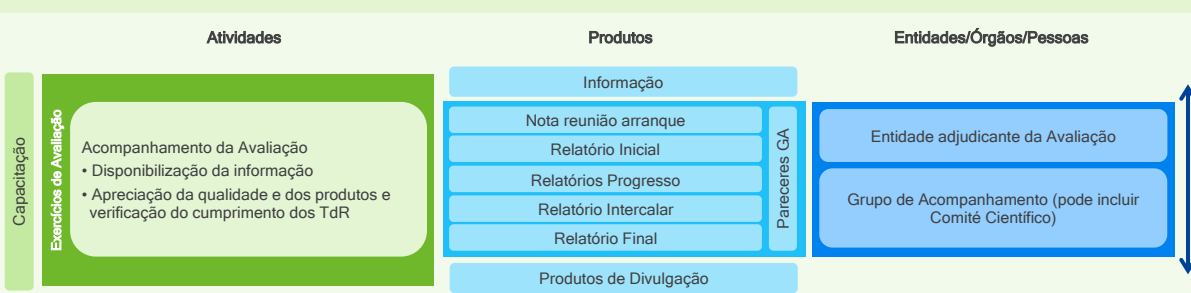 Atividades
Produtos
Entidades/Órgãos/Pessoas
Capacitação
Exercícios de Avaliação
Acompanhamento da Avaliação
• Disponibilização da informação
• Apreciação da qualidade e dos produtos e
verificação do cumprimento dos TdR
Informação
Nota reunião arranque
Relatório Inicial
Relatórios Progresso
Relatório Intercalar
Relatório Final
Pareceres GA
Produtos de Divulgação
Entidade adjudicante da Avaliação
Grupo de Acompanhamento (pode incluir
Comité Científico)